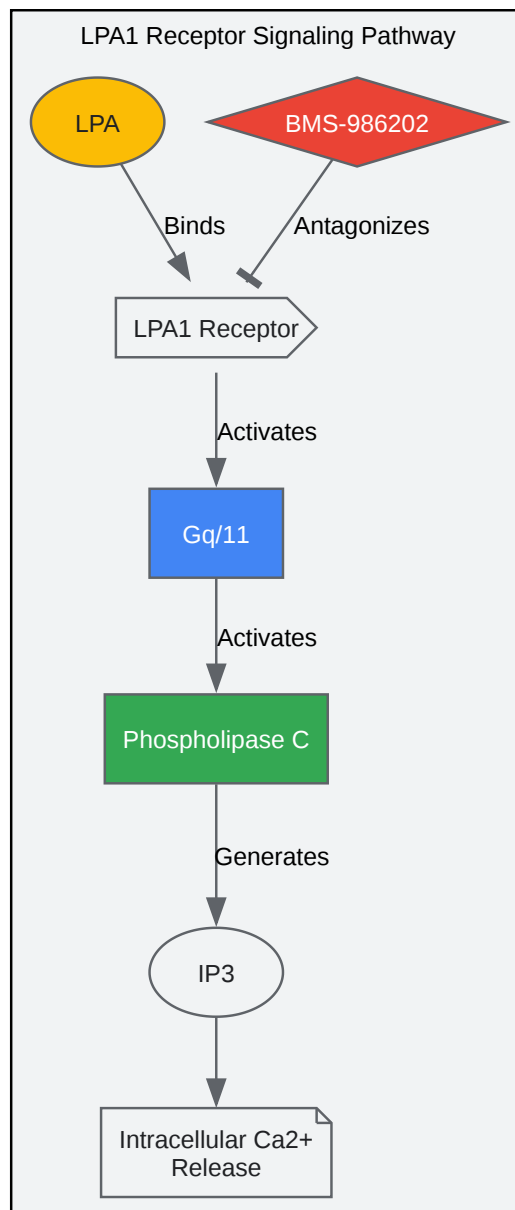 LPA1 Receptor Signaling Pathway
LPA
BMS-986202
Binds
Antagonizes
LPA1 Receptor
Activates
Gq/11
Activates
Phospholipase C
Generates
IP3
Intracellular Ca2+
Release